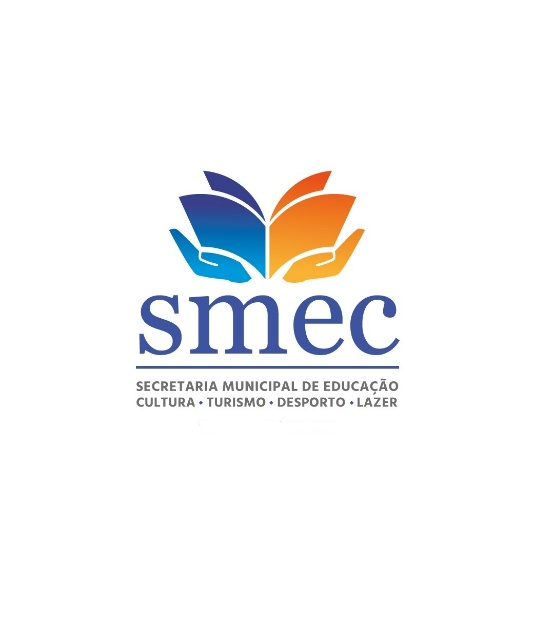 smec
SECRETARIA MUNICIPAL DE EDUCAÇÃO
CULTURA • TURISMO • DESPORTO • LAZER